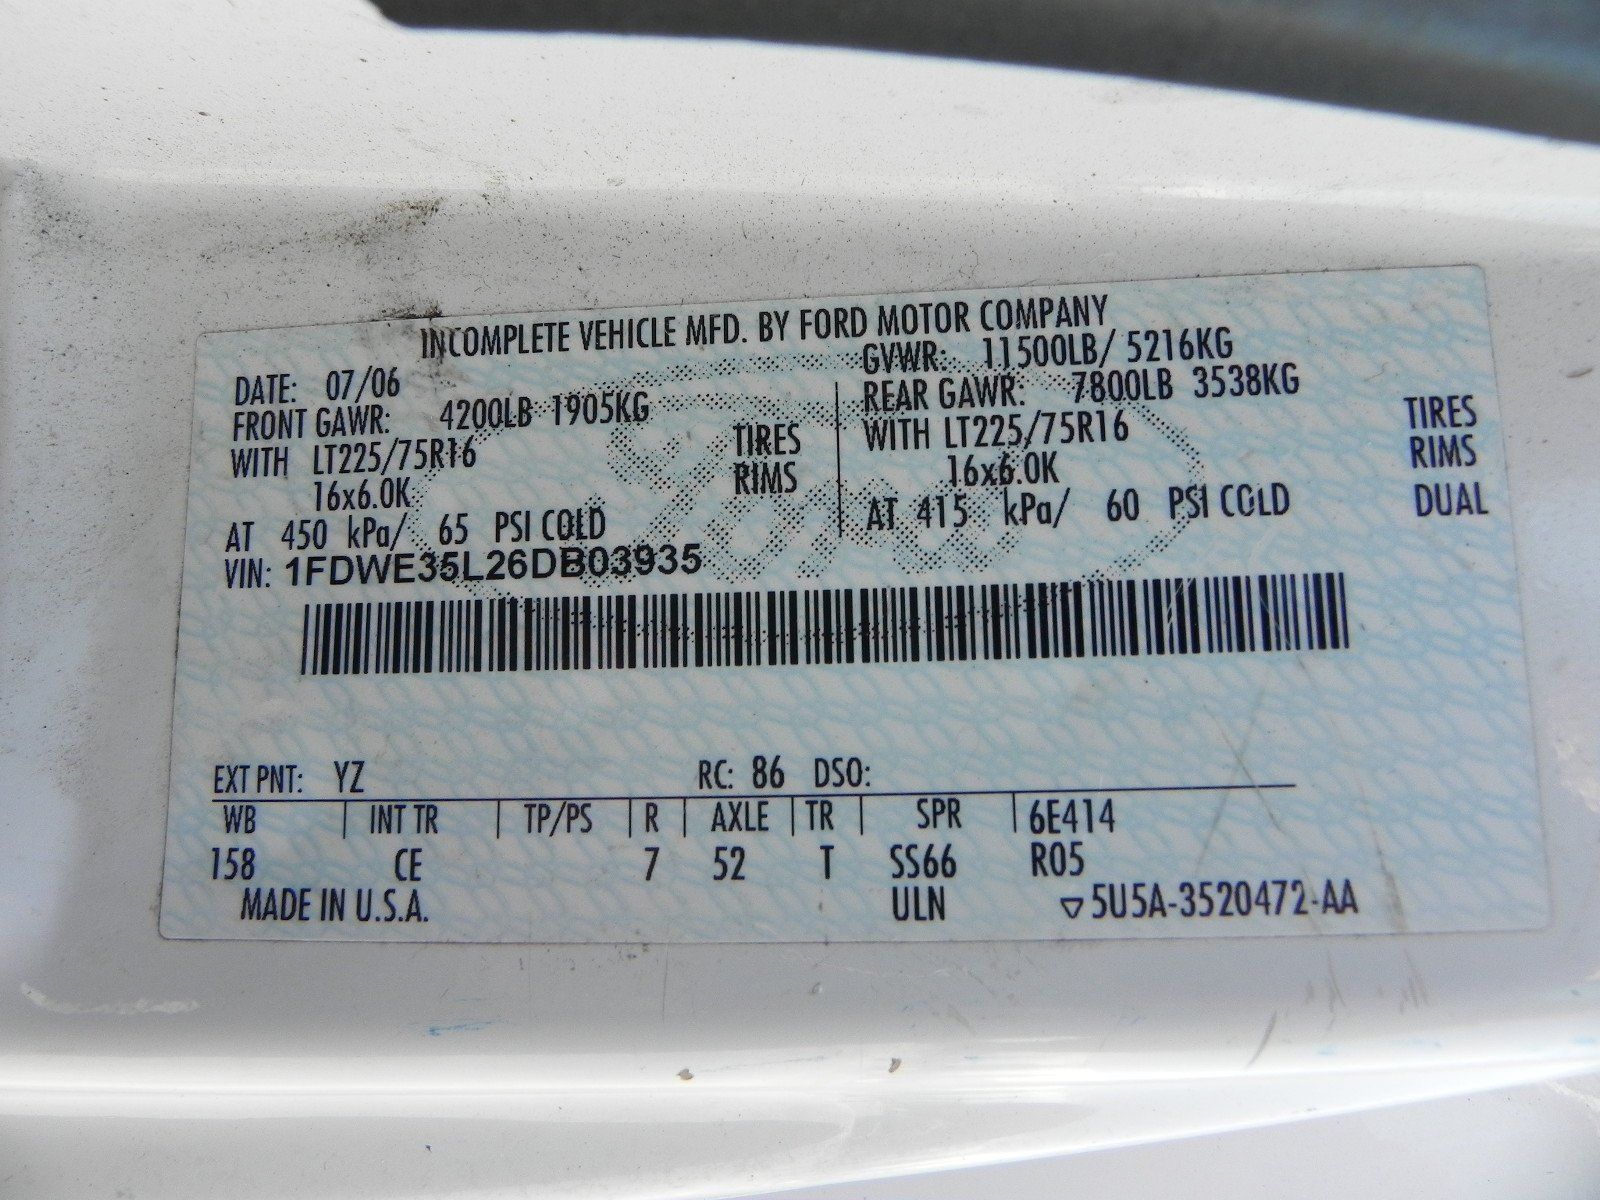 INCOMPLETE VEHICLE MFD. BY FORD MOTOR COMPANY
DATE: 07/06 GVWR: 11500LB/ 5216KG
FRONT GAWR: 4200LB 1905KG REAR GAWR: 7800LB 3538KG
WITH LT225/75R16 TIRES WITH LT225/75R16 TIRES
16x6.0K RIMS 16x6.0K RIMS
AT 450 kPa/ 65 PSI COLD AT 415 kPa/ 60 PSI COLD DUAL
VIN: 1FDWE35L26DB03935
Ford
EXT PNT: YZ RC: 86 DSO:
WB | INT TR | TP/PS | R | AXLE | TR | SPR | 6E414
158 CE 7 52 T SS66 R05
MADE IN U.S.A. ULN ▽5U5A-3520472-AA